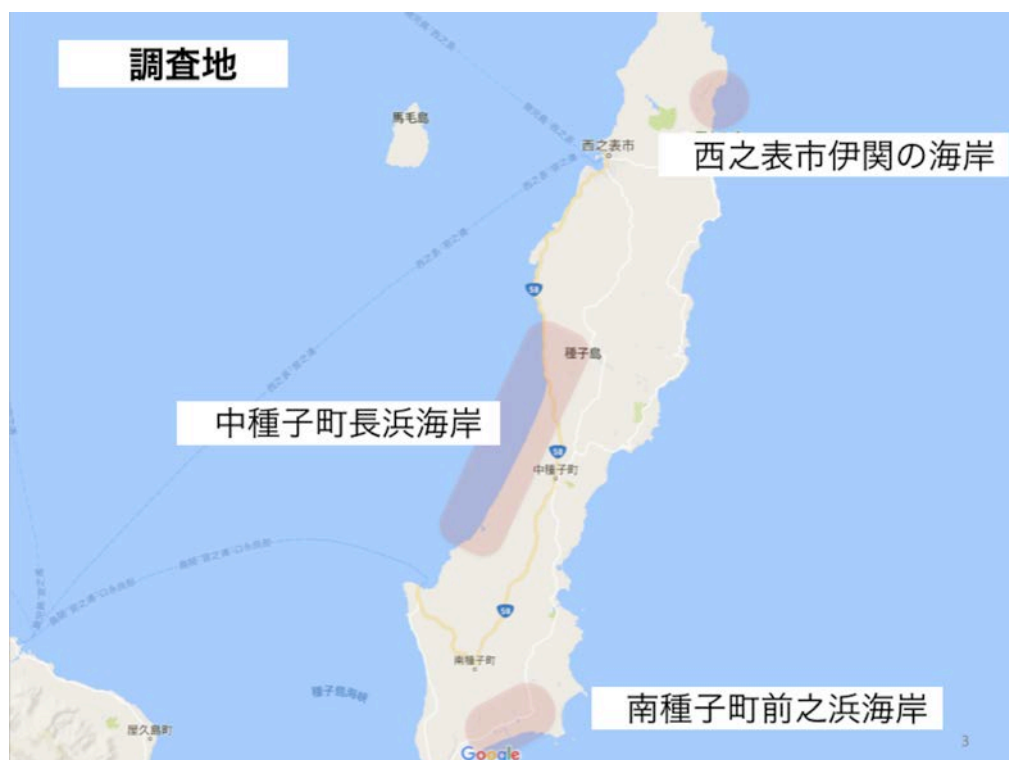 調査地
馬毛島
西之表市
西之表市伊関の海岸
58
種子島
中種子町長浜海岸
58
中種子町
58
南種子町
種子島海峡
南種子町前之浜海岸
屋久島町
Google
3